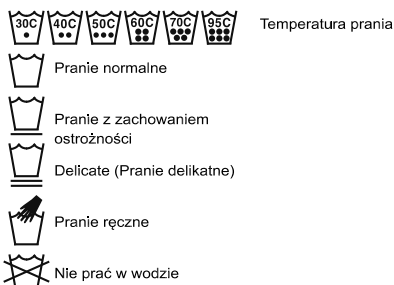 30C 40C 50C 60C 70C 95C Temperatura prania
Pranie normalne
Pranie z zachowaniem
ostrożności
Delicate (Pranie delikatne)
Pranie ręczne
Nie prać w wodzie